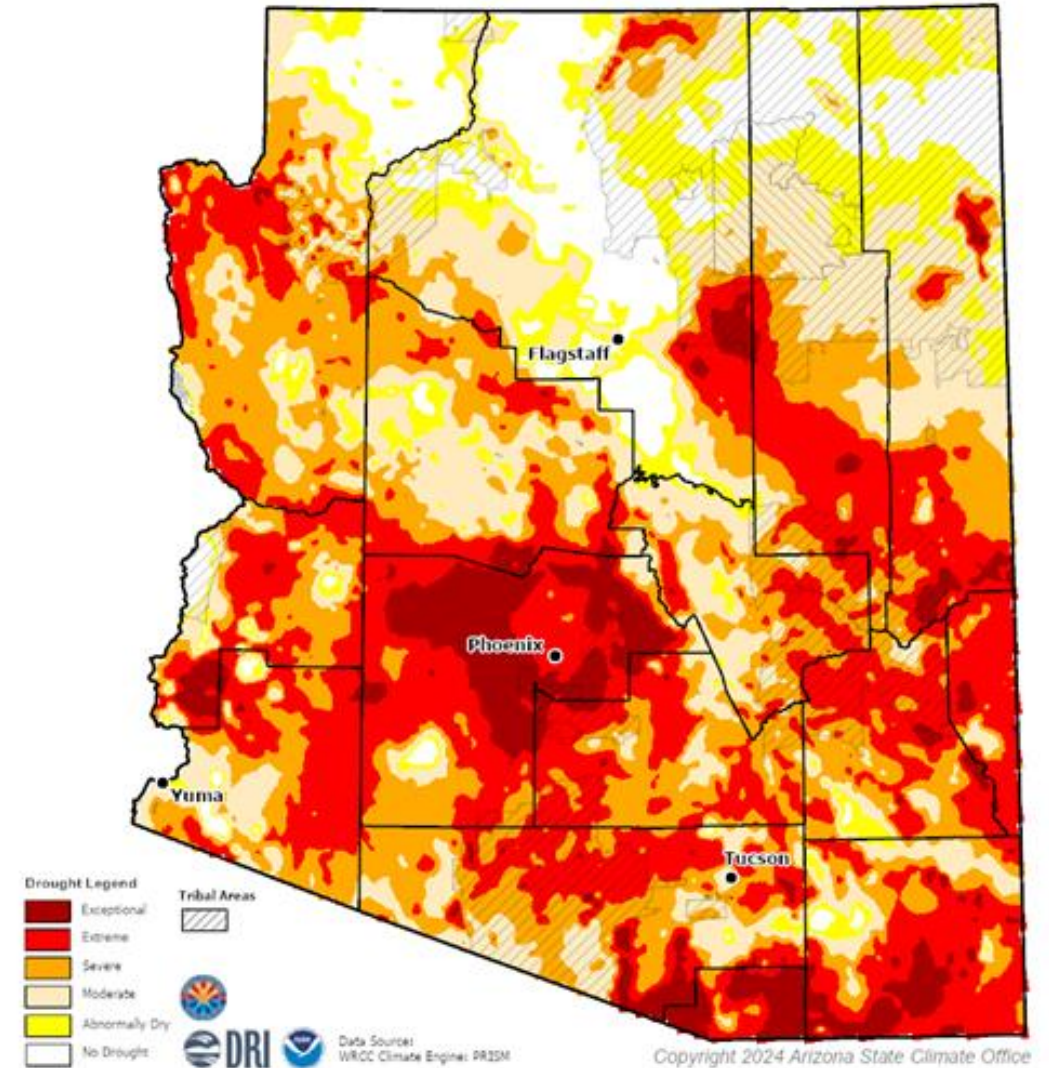 Flagstaff
Phoenix
Yuma
Tucson
Drought Legend
Exceptional
Extreme
Severe
Moderate
Abnormally Dry
No Drought
Tribal Areas
DRI
Data Source:
WRCC Climate Engine: PRISM
Copyright 2024 Arizona State Climate Office